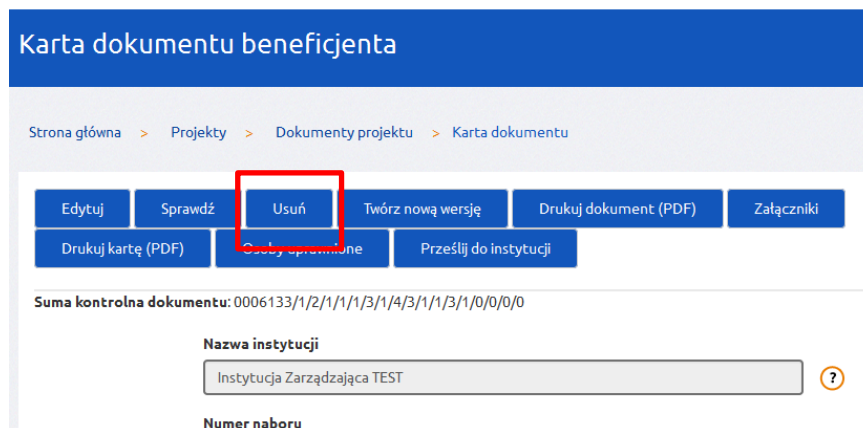 Karta dokumentu beneficjenta
Strona główna > Projekty > Dokumenty projektu > Karta dokumentu
Edytuj Sprawdź Usuń Twórz nową wersję Drukuj dokument (PDF) Załączniki
Drukuj kartę (PDF) Osoby uprawnione Prześlij do instytucji
Suma kontrolna dokumentu: 0006133/1/2/1/1/1/3/1/4/3/1/1/3/1/0/0/0/0
Nazwa instytucji
Instytucja Zarządzająca TEST
?
Numer naboru